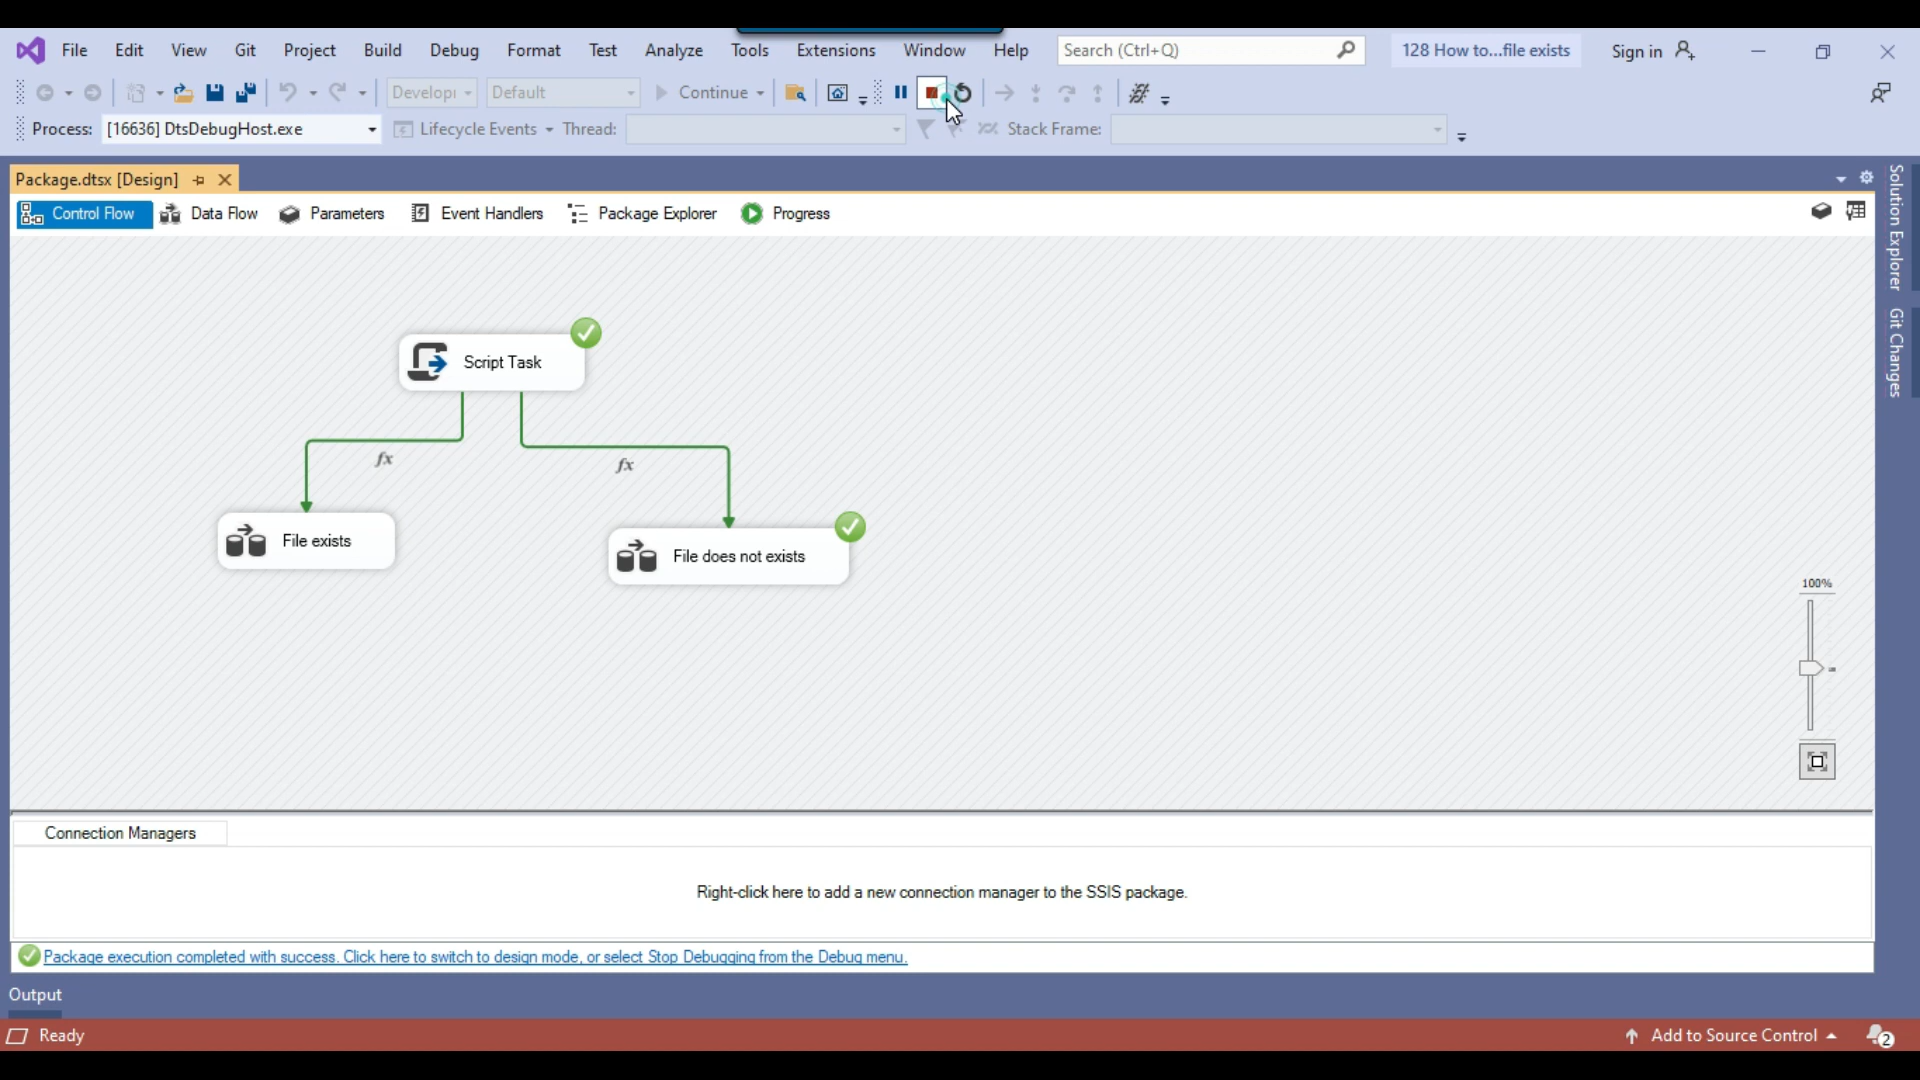 File Edit View Git Project Build Debug Format Test Analyze Tools Extensions Window Help Search (Ctrl+Q) 128 How to...file exists Sign in
Develop Default Continue
Process: [16636] DtsDebugHost.exe Lifecycle Events Thread: Stack Frame:
Package.dtsx [Design]
Control Flow Data Flow Parameters Event Handlers Package Explorer Progress
Solution Explorer
Git Changes
Script Task
fx
fx
File exists
File does not exists
100%
Connection Managers
Right-click here to add a new connection manager to the SSIS package.
Package execution completed with success. Click here to switch to design mode, or select Stop Debugging from the Debug menu.
Output
Ready Add to Source Control 2